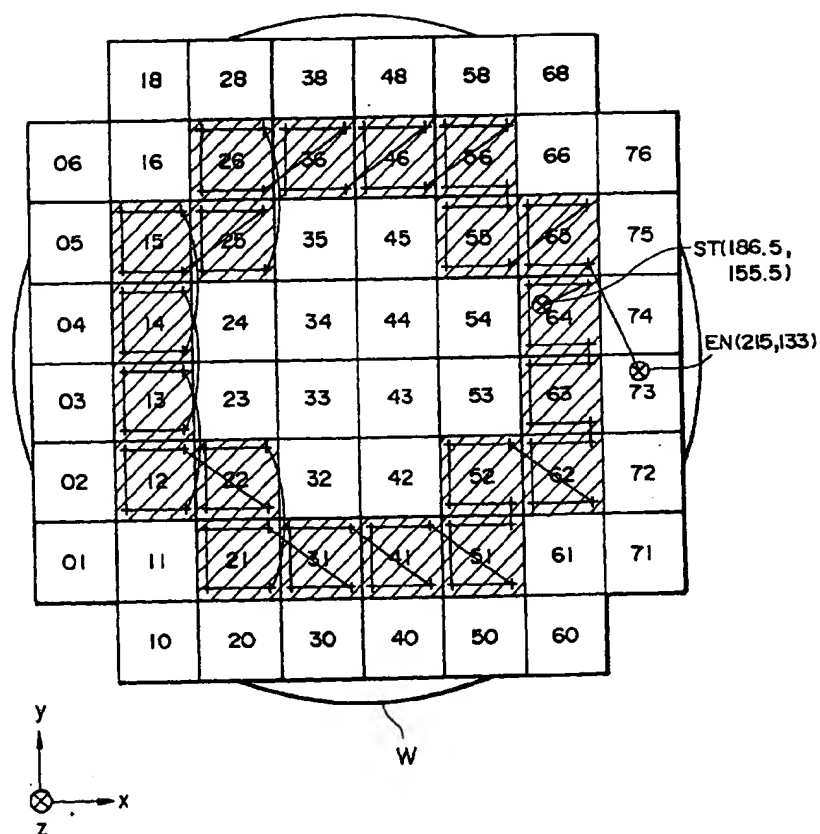 18 28 38 48 58 68
06 16 26 36 46 56 66 76
05 15 25 35 45 55 65 75
ST(186.5,
155.5)
04 14 24 34 44 54 64 74
EN(215,133)
03 13 23 33 43 53 63 73
02 12 22 32 42 52 62 72
01 11 21 31 41 51 61 71
10 20 30 40 50 60
W
y
x
z